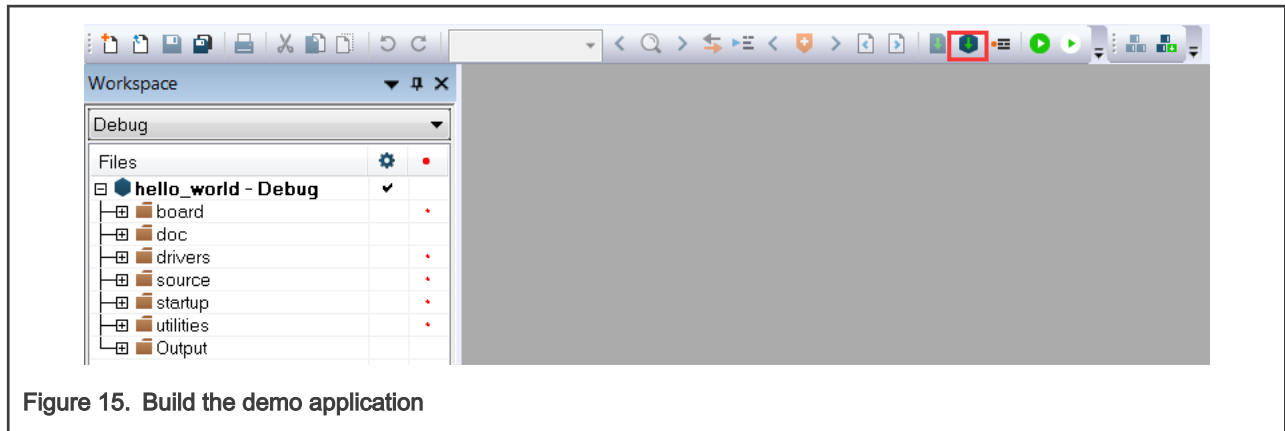 Workspace
Debug
Files
hello_world - Debug
board
doc
drivers
source
startup
utilities
Output
Figure 15. Build the demo application